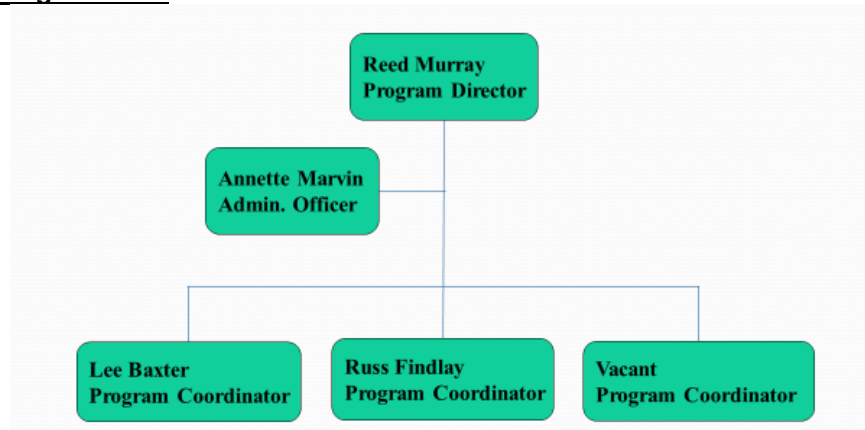 Reed Murray
Program Director
Annette Marvin
Admin. Officer
Lee Baxter
Program Coordinator
Russ Findlay
Program Coordinator
Vacant
Program Coordinator